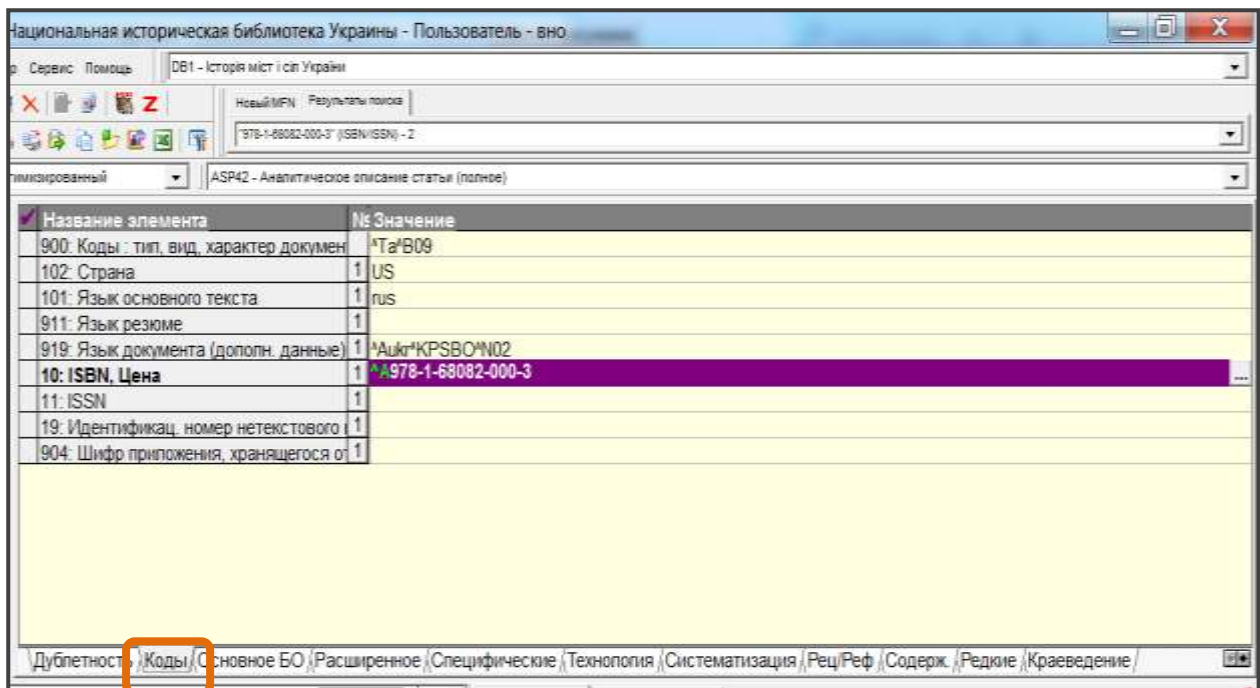 Национальная историческая библиотека Украины - Пользователь - вно
Сервис Помощь DB1 - Історія міст і сіл України
Z Новый MFN Результаты поиска
"978-1-68082-000-3" (ISBN/ISSN) - 2
ASP42 - Аналитическое описание статьи (полное)
Название элемента № Значение
900: Коды : тип, вид, характер докумен ^Ta^B09
102: Страна 1 US
101: Язык основного текста 1 rus
911: Язык резюме 1
919: Язык документа (дополн. данные) 1 ^Aukr^KPSBO^N02
10: ISBN, Цена 1 ^A978-1-68082-000-3 ...
11: ISSN 1
19: Идентификац. номер нетекстового 1
904: Шифр приложения, хранящегося от 1
Дублетность Коды Основное БО Расширенное Специфические Технология Систематизация Рец/Реф Содерж. Редкие Краеведение